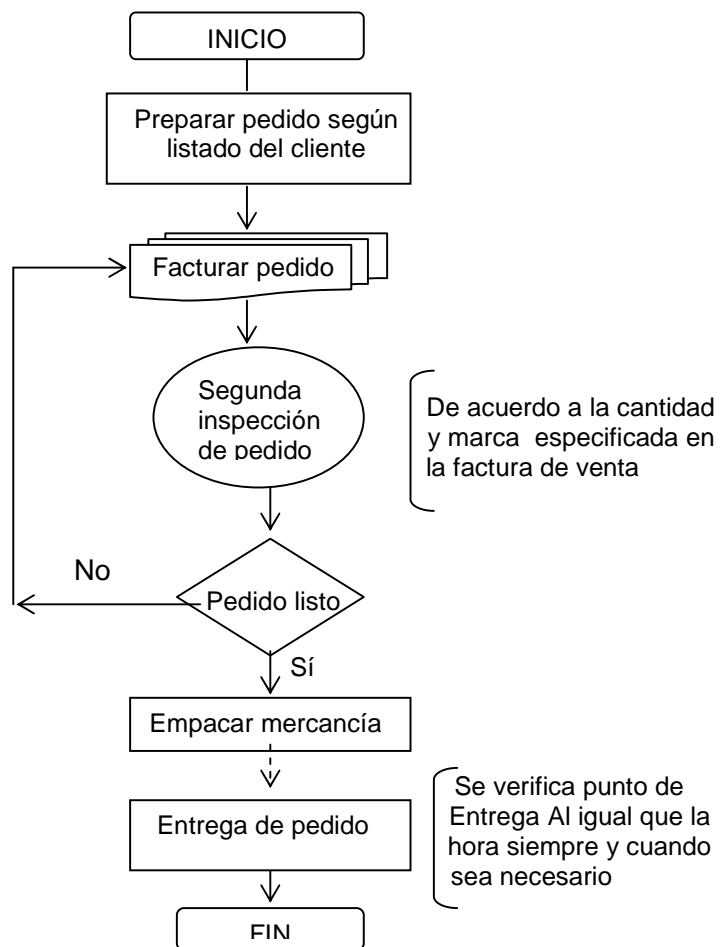 INICIO
Preparar pedido según
listado del cliente
Facturar pedido
Segunda
inspección
de pedido
De acuerdo a la cantidad
y marca especificada en
la factura de venta
No
Pedido listo
Sí
Empacar mercancía
Entrega de pedido
Se verifica punto de
Entrega Al igual que la
hora siempre y cuando
sea necesario
FIN